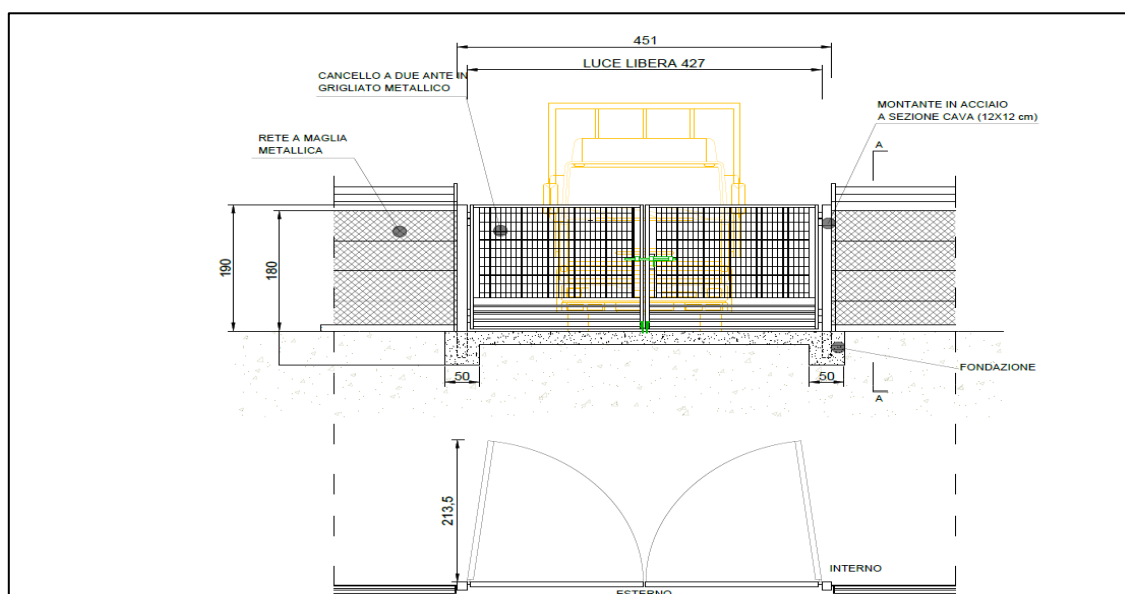 451
LUCE LIBERA 427
CANCELLO A DUE ANTE IN
GRIGLIATO METALLICO
MONTANTE IN ACCIAIO
A SEZIONE CAVA (12X12 cm)
RETE A MAGLIA
METALLICA
A
190
180
FONDAZIONE
50
50
A
213,5
INTERNO
ESTERNO